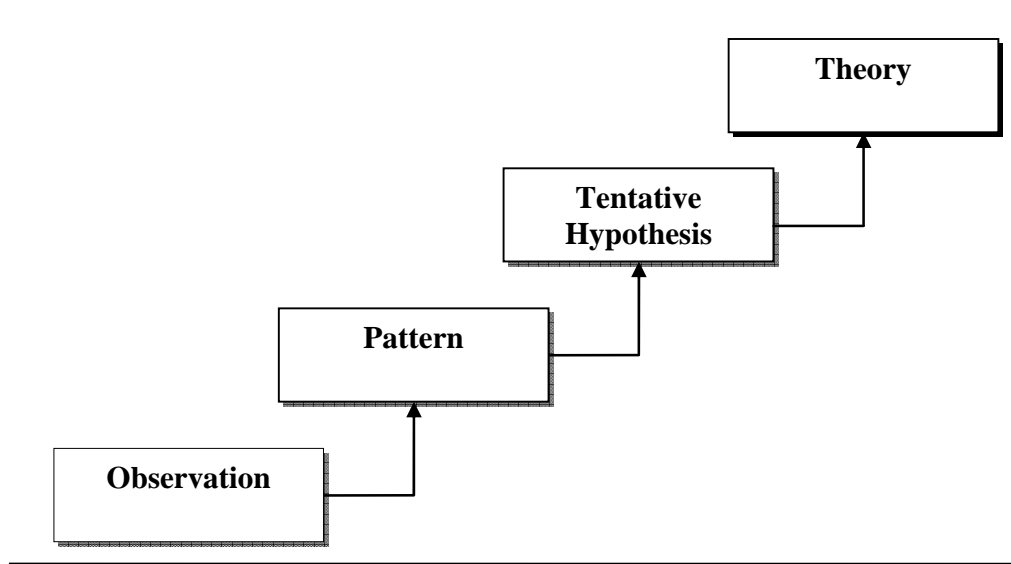 Theory
Tentative
Hypothesis
Pattern
Observation